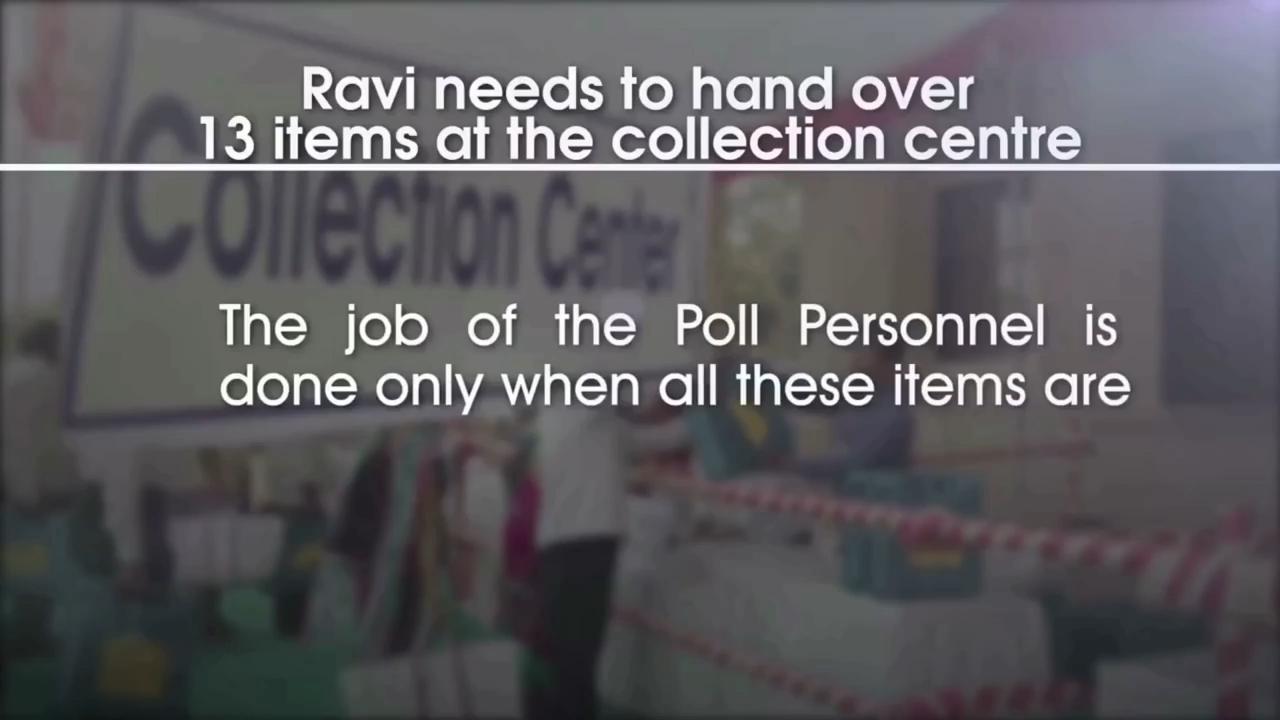 Ravi needs to hand over
13 items at the collection centre
Collection Center
The job of the Poll Personnel is
done only when all these items are